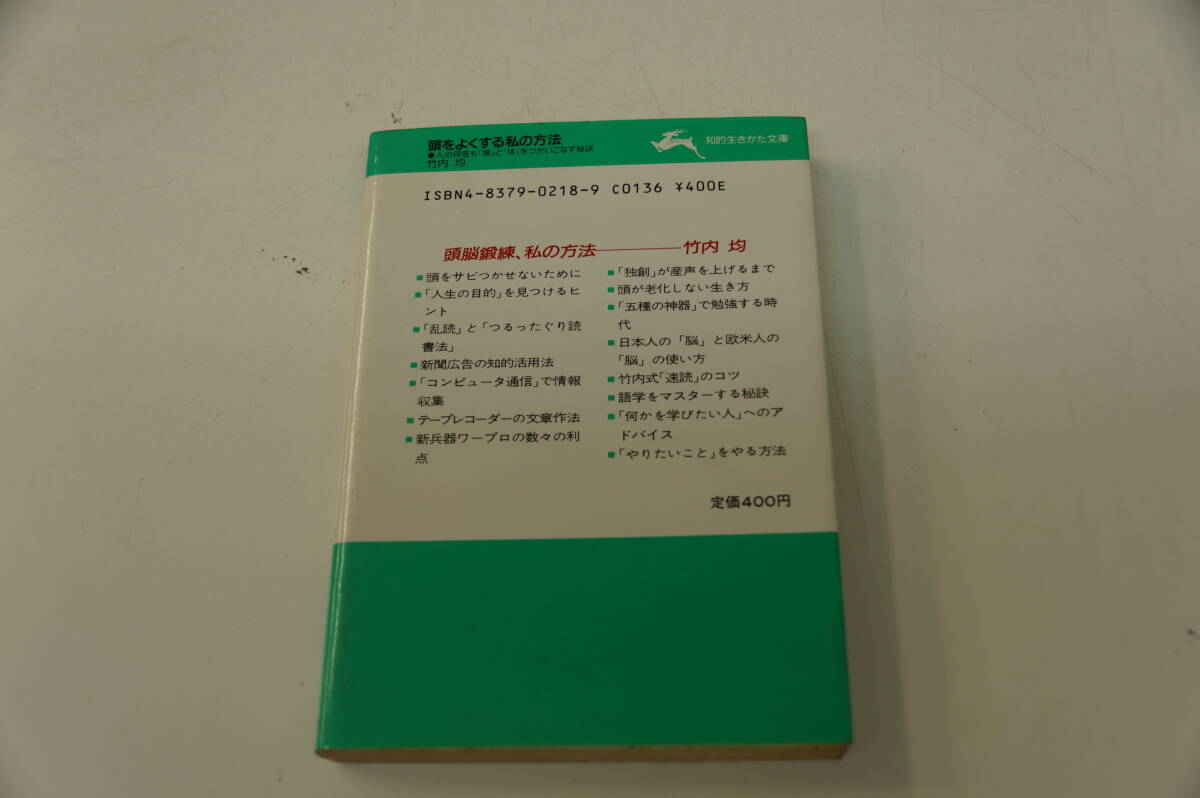 頭をよくする私の方法
●人の何倍も「頭」と「体」をつかいこなす秘訣
竹内 均
知的生きかた文庫
ISBN4-8379-0218-9 C0136 ¥400E
頭脳鍛練、私の方法――――竹内 均
■頭をサビつかせないために
■「人生の目的」を見つけるヒ
ント
■「乱読」と「つるったぐり読
書法」
■新聞広告の知的活用法
■「コンピュータ通信」で情報
収集
■テープレコーダーの文章作法
■新兵器ワープロの数々の利
点
■「独創」が産声を上げるまで
■頭が老化しない生き方
■「五種の神器」で勉強する時
代
■日本人の「脳」と欧米人の
「脳」の使い方
■竹内式「速読」のコツ
■語学をマスターする秘訣
■「何かを学びたい人」へのア
ドバイス
■「やりたいこと」をやる方法
定価400円